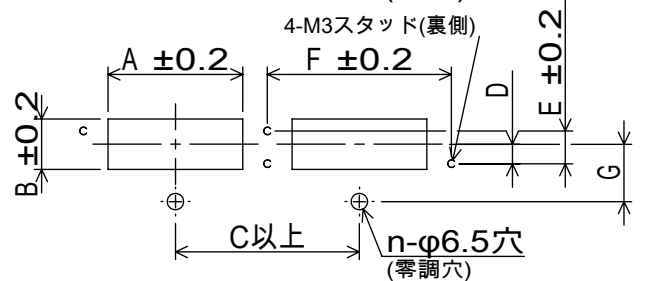 4-M3スタッド(裏側)
A ±0.2
F ±0.2
D
E ±0.2
B ±0.2
G
c
c
c
c
C以上
n-φ6.5穴
(零調穴)